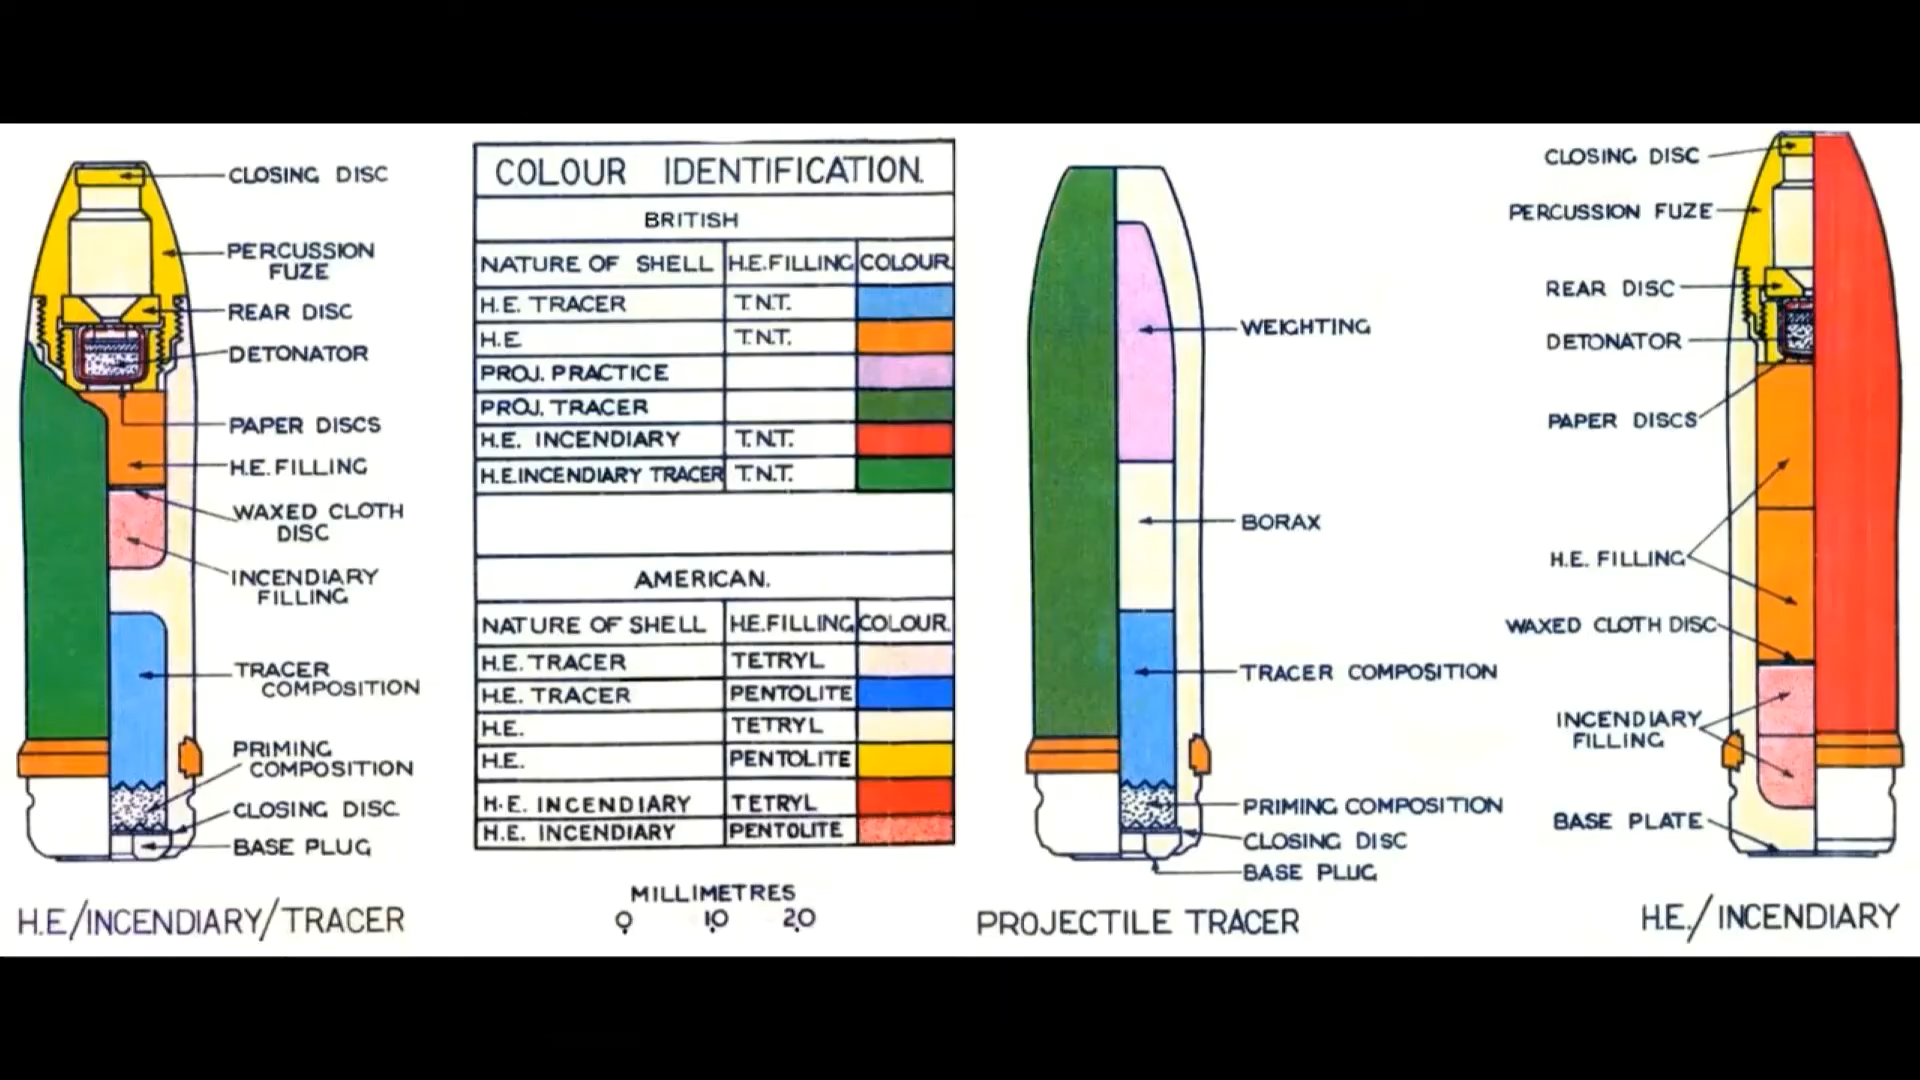 CLOSING DISC
PERCUSSION
FUZE
REAR DISC
DETONATOR
PAPER DISCS
H.E. FILLING
WAXED CLOTH
DISC
INCENDIARY
FILLING
TRACER
COMPOSITION
PRIMING
COMPOSITION
CLOSING DISC.
BASE PLUG
H.E/INCENDIARY/TRACER
COLOUR IDENTIFICATION.
BRITISH
NATURE OF SHELL H.E.FILLING COLOUR.
H.E. TRACER T.N.T.
H.E T.N.T.
PROJ. PRACTICE
PROJ. TRACER
H.E. INCENDIARY T.N.T.
H.E.INCENDIARY TRACER T.N.T.
AMERICAN.
NATURE OF SHELL H.E.FILLING COLOUR.
H.E. TRACER TETRYL
H.E. TRACER PENTOLITE
H.E. TETRYL
H.E. PENTOLITE
H.E. INCENDIARY TETRYL
H.E. INCENDIARY PENTOLITE
MILLIMETRES
0 10 20
WEIGHTING
BORAX
TRACER COMPOSITION
PRIMING COMPOSITION
CLOSING DISC
BASE PLUG
PROJECTILE TRACER
CLOSING DISC
PERCUSSION FUZE
REAR DISC
DETONATOR
PAPER DISCS
H.E. FILLING
WAXED CLOTH DISC
INCENDIARY
FILLING
BASE PLATE
H.E./INCENDIARY